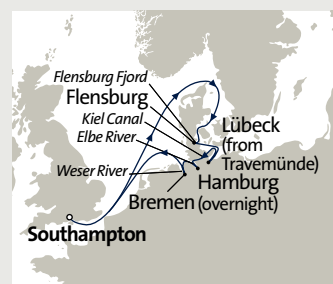 Flensburg Fjord
Flensburg
Kiel Canal
Elbe River
Lübeck
(from
Travemünde)
Weser River
Hamburg
Bremen (overnight)
Southampton